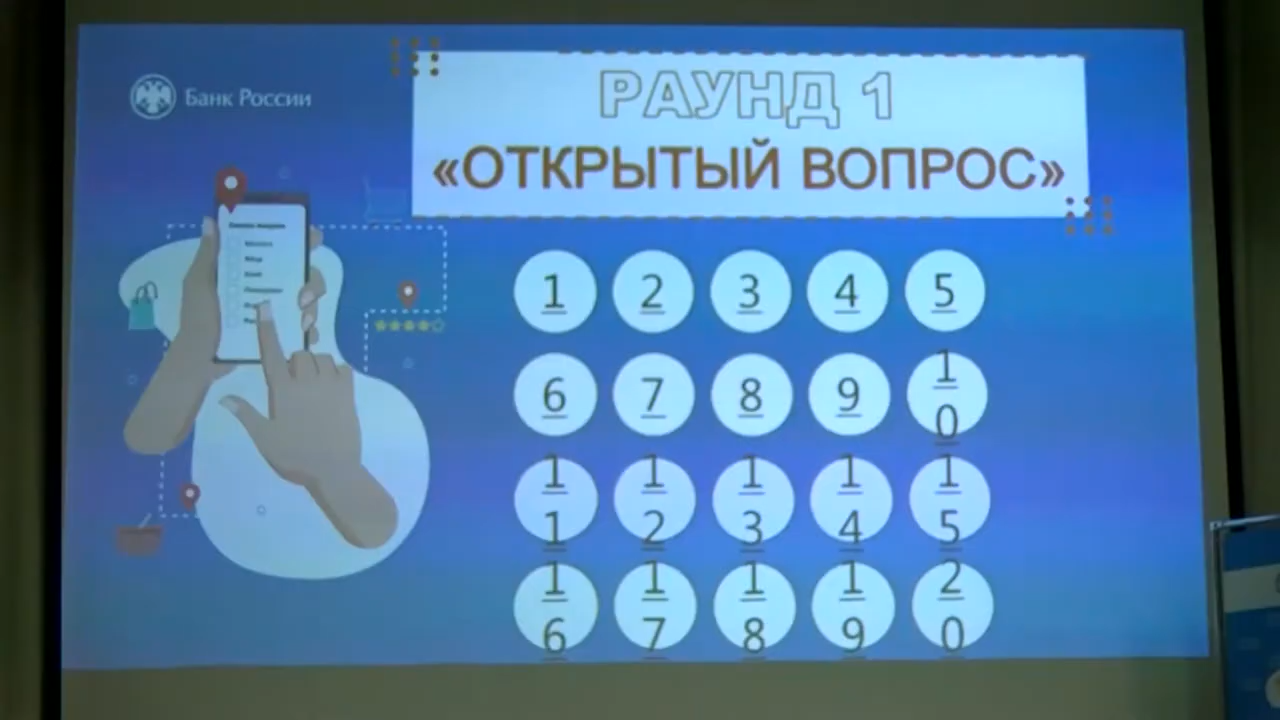 Банк России
РАУНД 1
«ОТКРЫТЫЙ ВОПРОС»
1 2 3 4 5
6 7 8 9 10
11 12 13 14 15
16 17 18 19 20